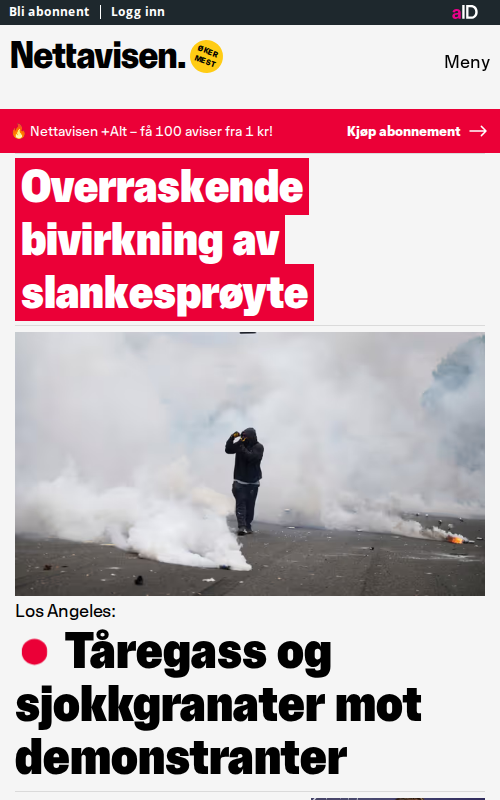 Bli abonnent | Logg inn
aID
Nettavisen.
ØKER
MEST
Meny
Nettavisen +Alt – få 100 aviser fra 1 kr!
Kjøp abonnement →
Overraskende
bivirkning av
slankesprøyte
Los Angeles:
Tåregass og
sjokkgranater mot
demonstranter